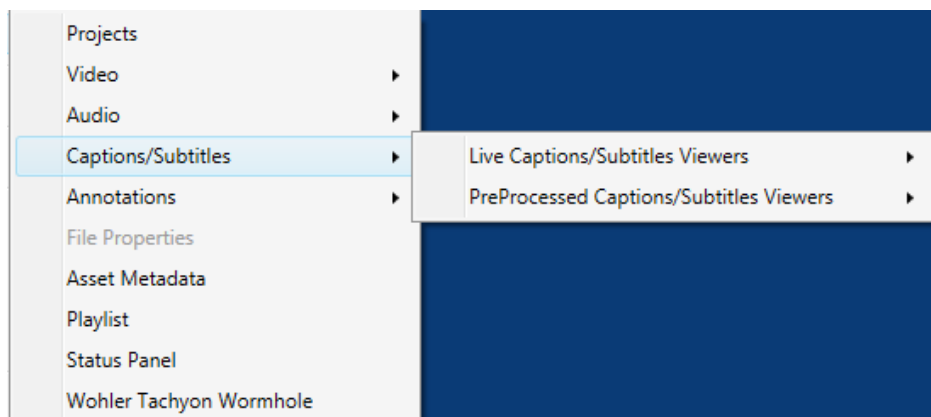 Projects
Video
Audio
Captions/Subtitles
Live Captions/Subtitles Viewers
PreProcessed Captions/Subtitles Viewers
Annotations
File Properties
Asset Metadata
Playlist
Status Panel
Wohler Tachyon Wormhole